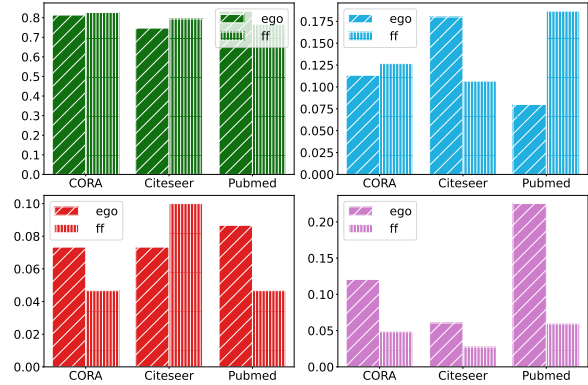 0.8
0.7
0.6
0.5
0.4
0.3
0.2
0.1
0.0
ego
ff
CORA Citeseer Pubmed
0.175
0.150
0.125
0.100
0.075
0.050
0.025
0.000
ego
ff
CORA Citeseer Pubmed
0.10
0.08
0.06
0.04
0.02
0.00
ego
ff
CORA Citeseer Pubmed
0.20
0.15
0.10
0.05
0.00
ego
ff
CORA Citeseer Pubmed